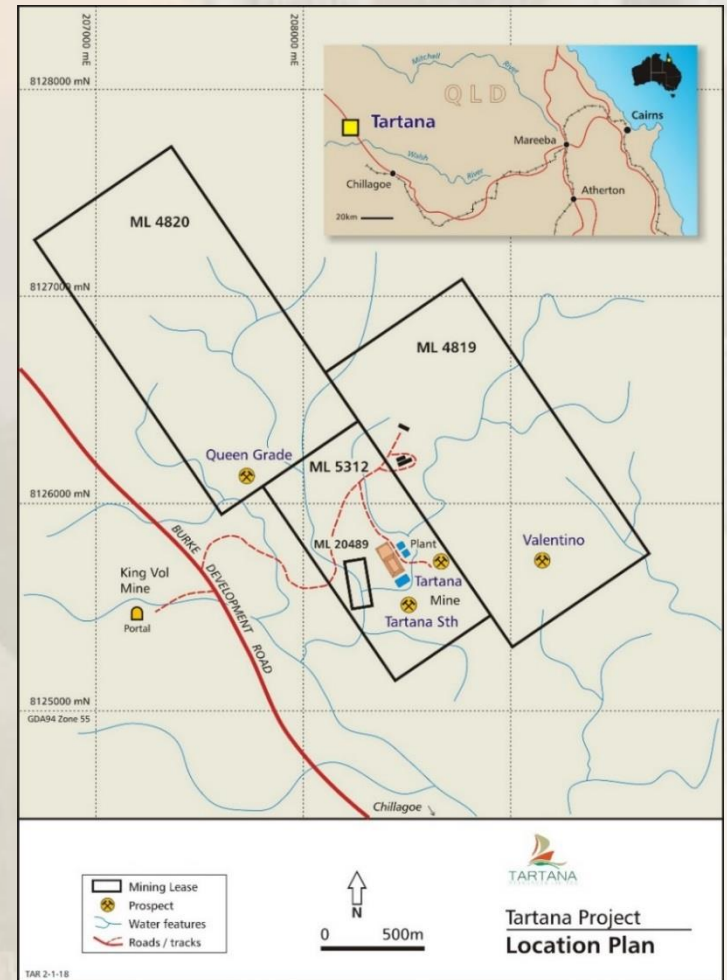 207000 mE
208000 mE
8128000 mN
Mitchell
River
QLD
Tartana
Cairns
Mareeba
Walsh
River
Chillagoe
Atherton
20km
ML 4820
8127000 mN
ML 4819
Queen Grade
ML 5312
8126000 mN
BURKE DEVELOPMENT ROAD
ML 20489
Plant
Valentino
King Vol
Mine
Portal
Tartana
Mine
Tartana Sth
8125000 mN
GDA94 Zone 55
Chillagoe
Mining Lease
Prospect
Water features
Roads / tracks
N
0 500m
TARTANA
Tartana Project
Location Plan
TAR 2-1-18